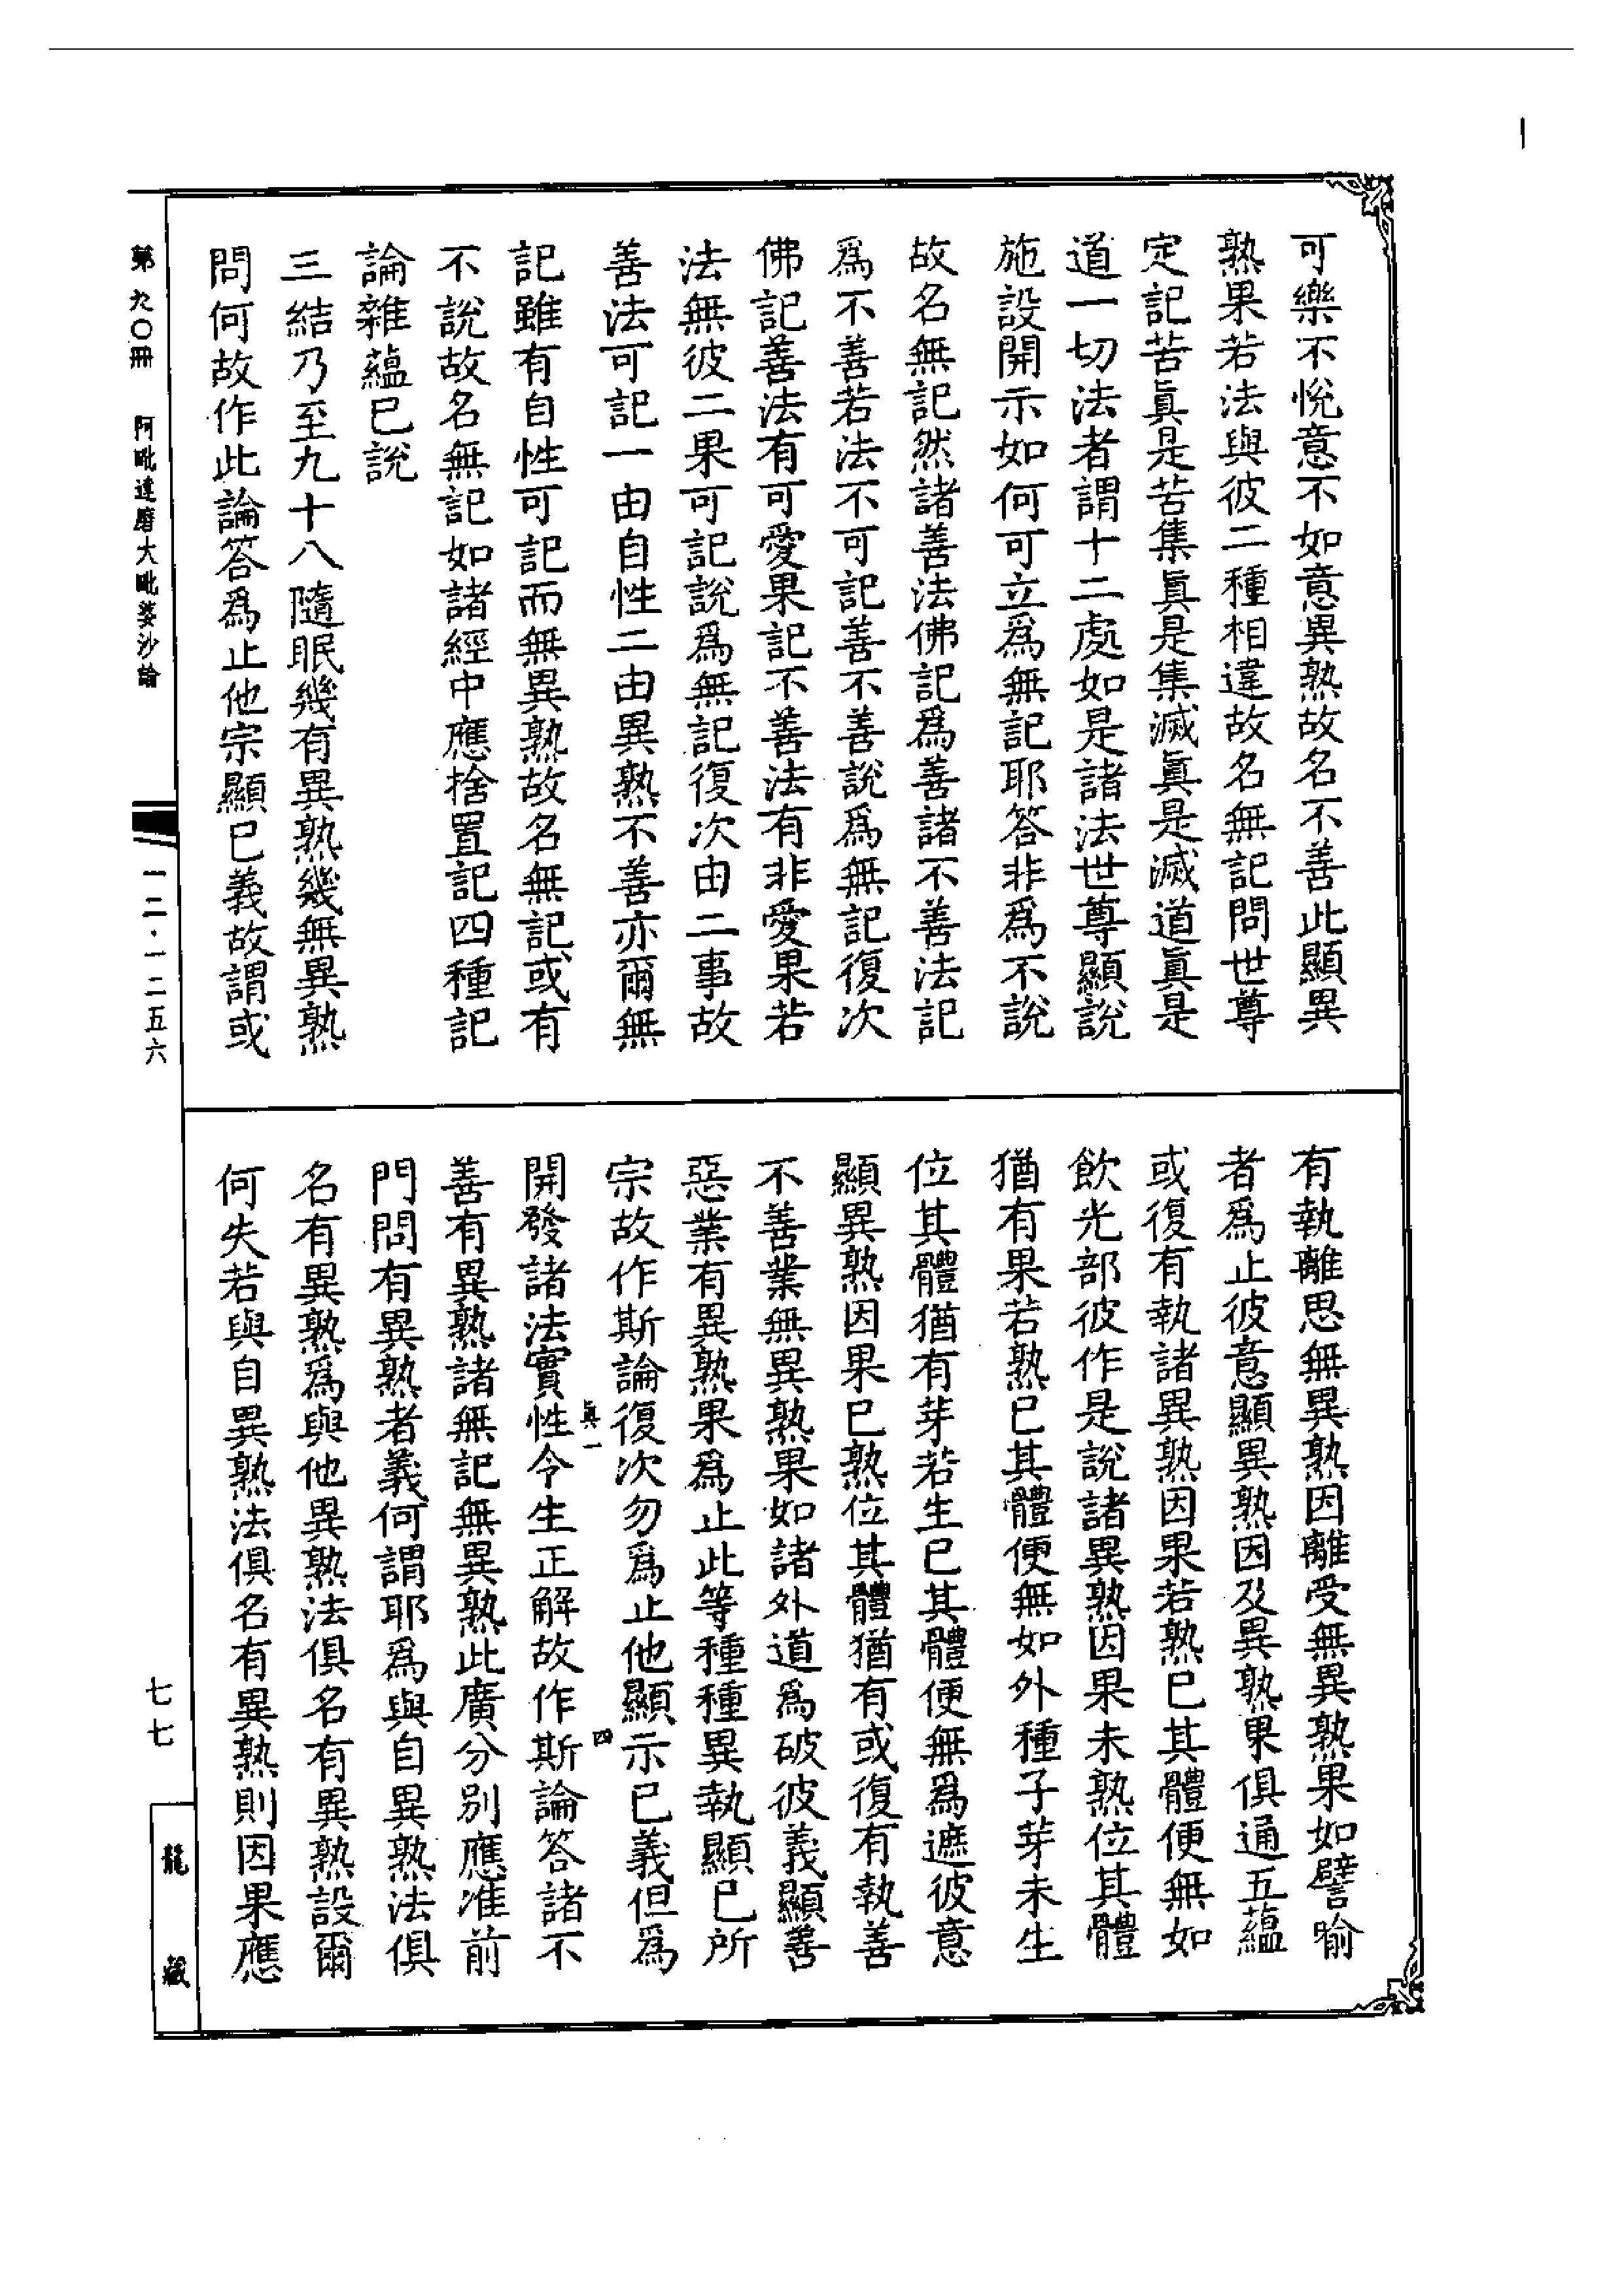 可樂不悅意不如意異熟故名不善此顯異
熟果若法與彼二種相違故名無記問世尊
定記苦眞是苦集眞是集滅眞是滅道眞是
道一切法者謂十二處如是諸法世尊顯說
施設開示如何可立爲無記耶答非爲不說
故名無記然諸善法佛記爲善諸不善法記
爲不善若法不可記善不善說爲無記復次
佛記善法有可愛果記不善法有非愛果若
法無彼二果可記說爲無記復次由二事故
善法可記一由自性二由異熟不善亦爾無
記雖有自性可記而無異熟故名無記或有
不說故名無記如諸經中應捨置記四種記
論雜蘊已說
三結乃至九十八隨眠幾有異熟幾無異熟
問何故作此論答爲止他宗顯已義故謂或
有執離思無異熟因離受無異熟果如譬喻
者爲止彼意顯異熟因及異熟果俱通五蘊
或復有執諸異熟因果若熟已其體便無如
飲光部彼作是說諸異熟因果未熟位其體
猶有果若熟已其體便無如外種子芽未生
位其體猶有芽若生已其體便無爲遮彼意
顯異熟因果已熟位其體猶有或復有執善
不善業無異熟果如諸外道爲破彼義顯善
惡業有異熟果爲止此等種種異執顯已所
宗故作斯論復次勿爲止他顯示已義但爲
眞一
四
開發諸法實性令生正解故作斯論答諸不
善有異熟諸無記無異熟此廣分別應准前
門問有異熟者義何謂耶爲與自異熟法俱
名有異熟爲與他異熟法俱名有異熟設爾
何失若與自異熟法俱名有異熟則因果應
第九〇冊 阿毗達磨大毗婆沙論
一二·一二五六
七七
龍藏